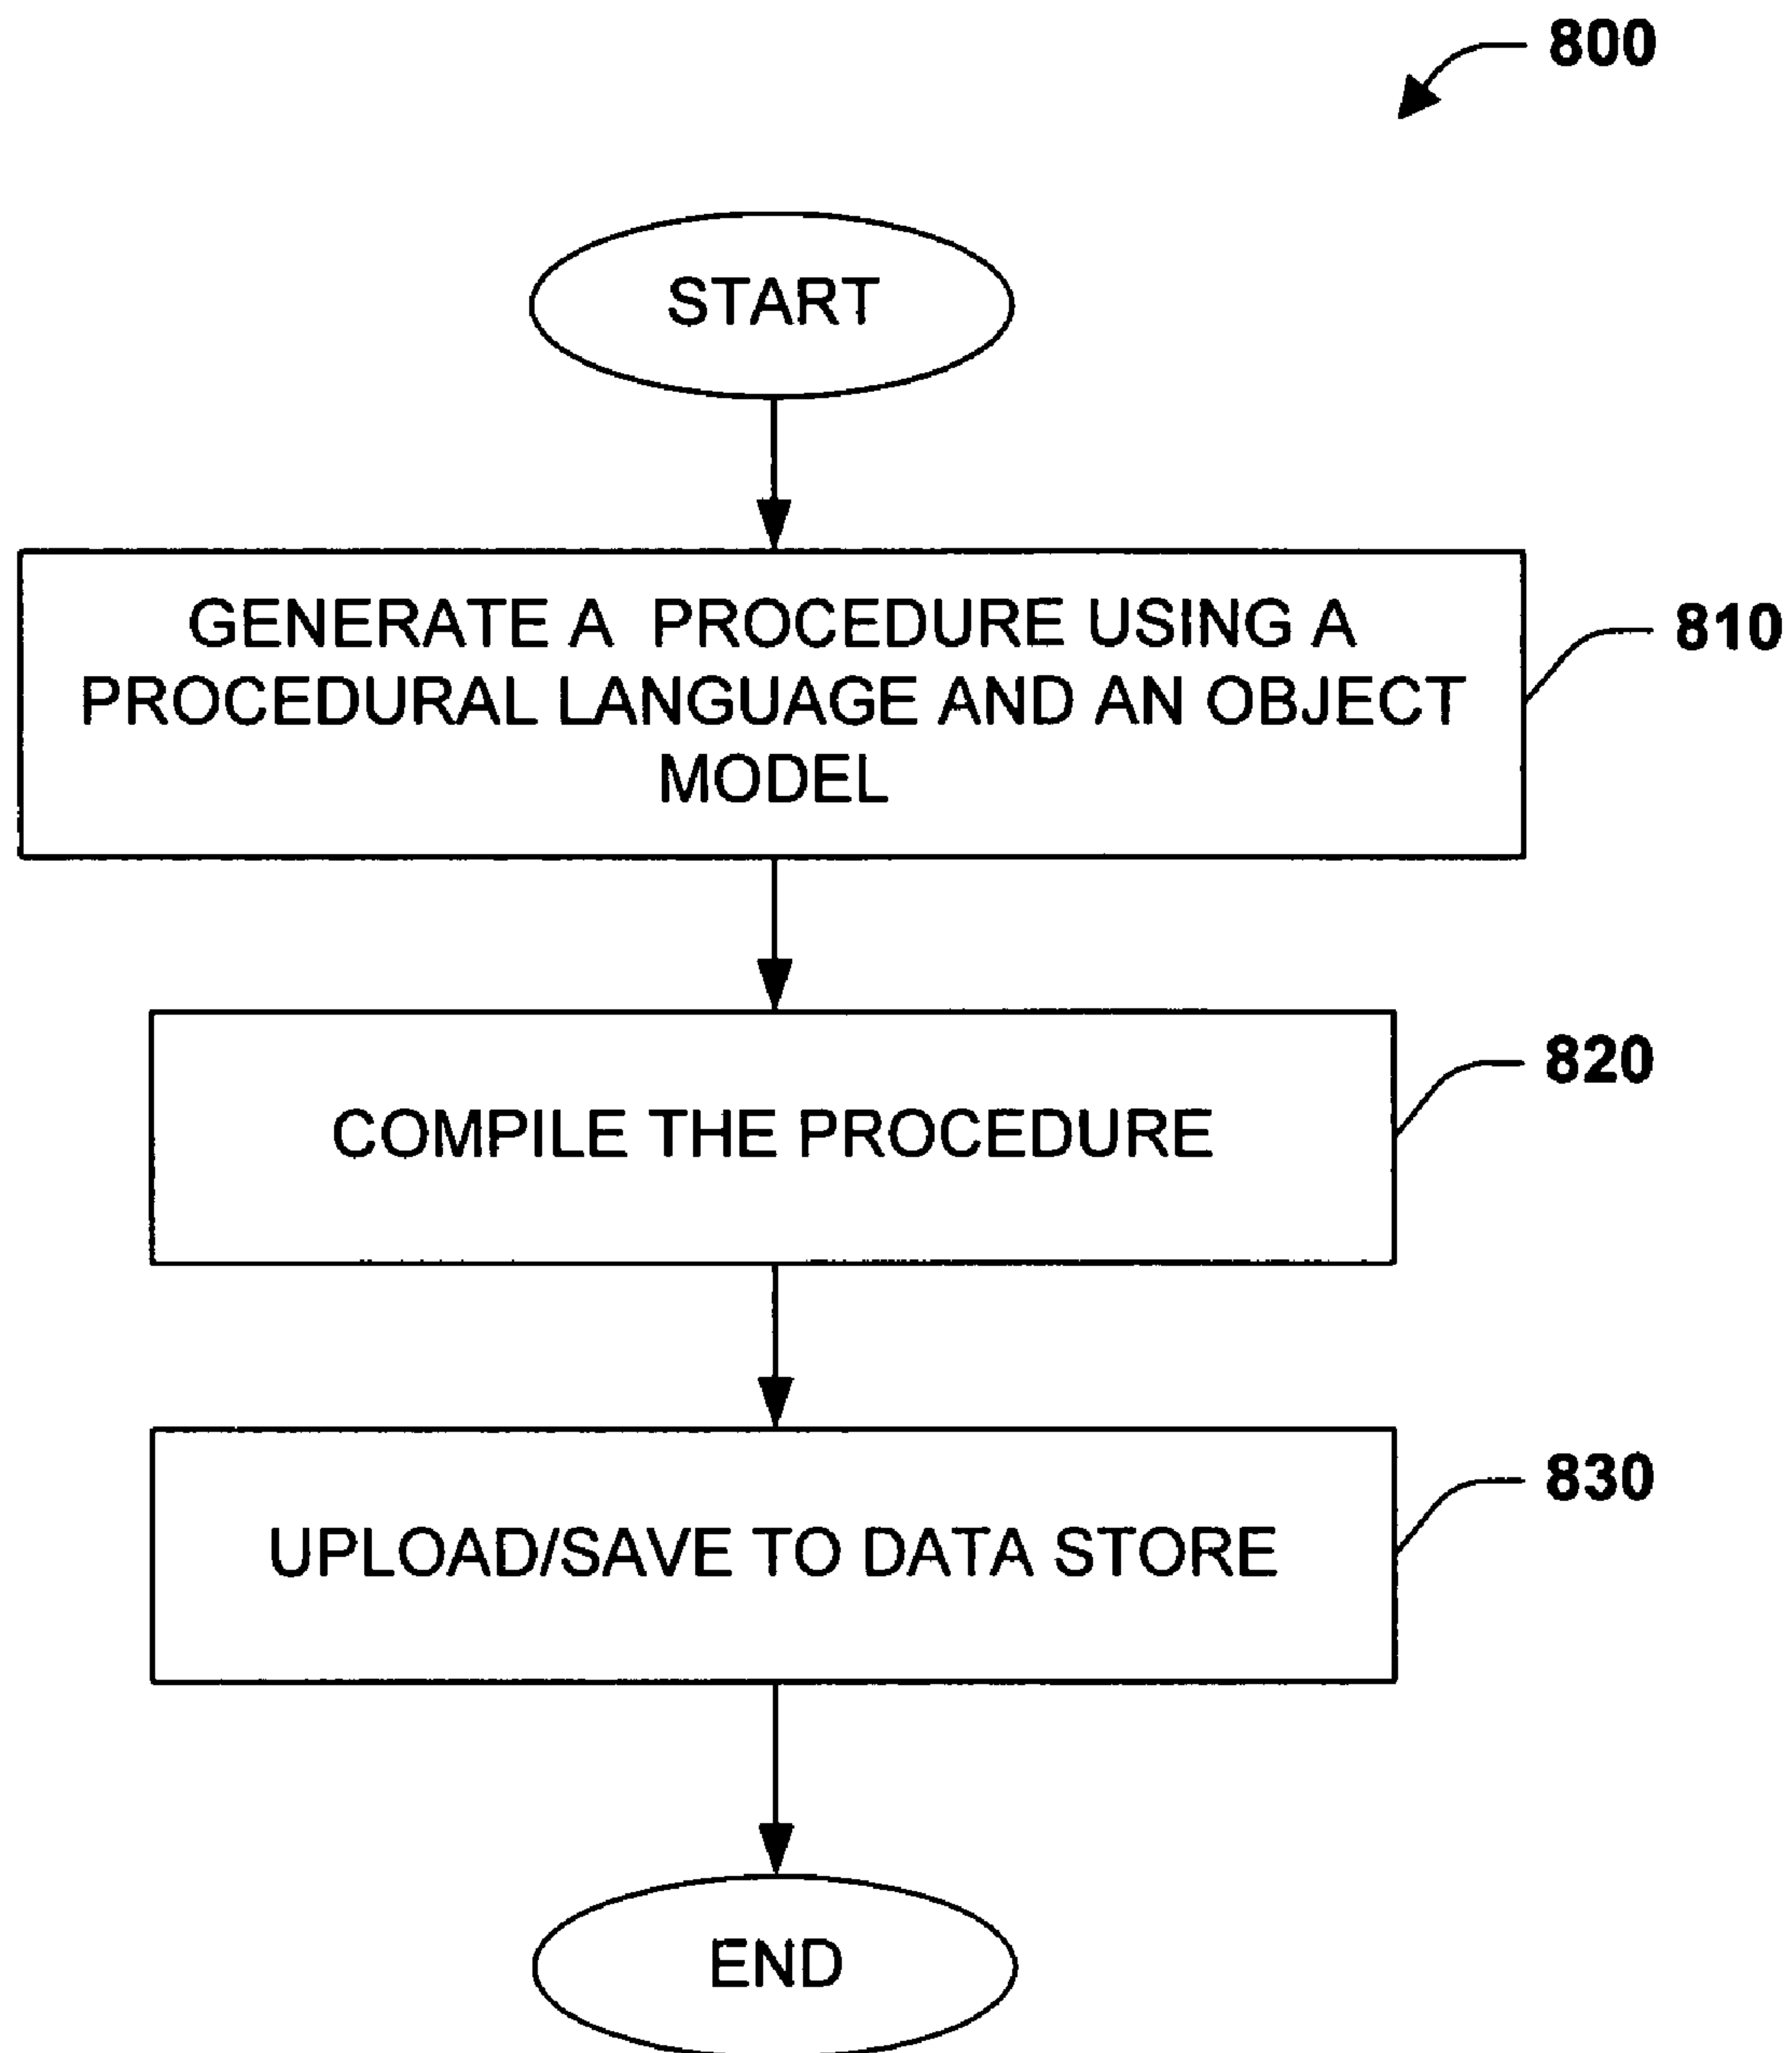 800
START
GENERATE A PROCEDURE USING A
PROCEDURAL LANGUAGE AND AN OBJECT
MODEL
810
COMPILE THE PROCEDURE
820
UPLOAD/SAVE TO DATA STORE
830
END